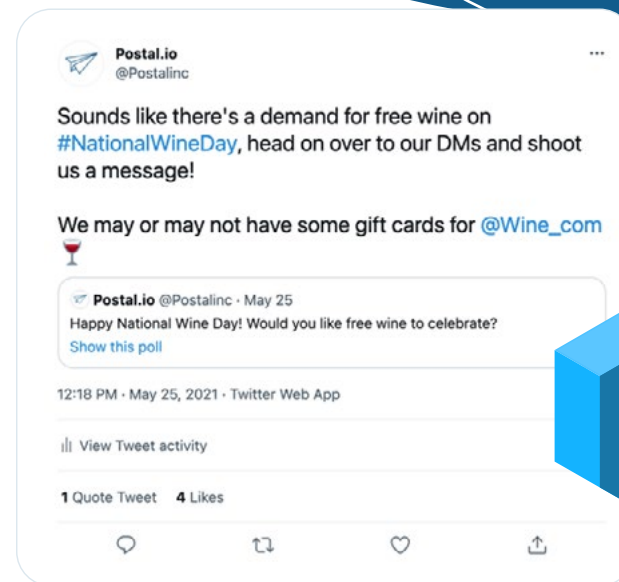 Postal.io
@Postalinc
Sounds like there's a demand for free wine on
#NationalWineDay, head on over to our DMs and shoot
us a message!
We may or may not have some gift cards for @Wine_com
🍷
Postal.io @Postalinc · May 25
Happy National Wine Day! Would you like free wine to celebrate?
Show this poll
12:18 PM · May 25, 2021 · Twitter Web App
View Tweet activity
1 Quote Tweet 4 Likes